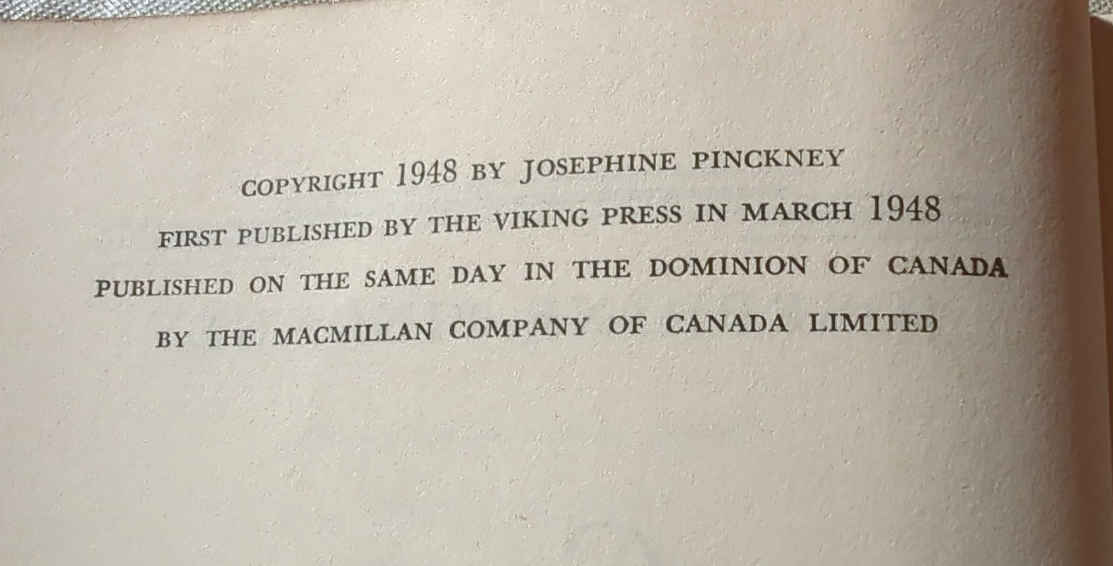 COPYRIGHT 1948 BY JOSEPHINE PINCKNEY
FIRST PUBLISHED BY THE VIKING PRESS IN MARCH 1948
PUBLISHED ON THE SAME DAY IN THE DOMINION OF CANADA
BY THE MACMILLAN COMPANY OF CANADA LIMITED